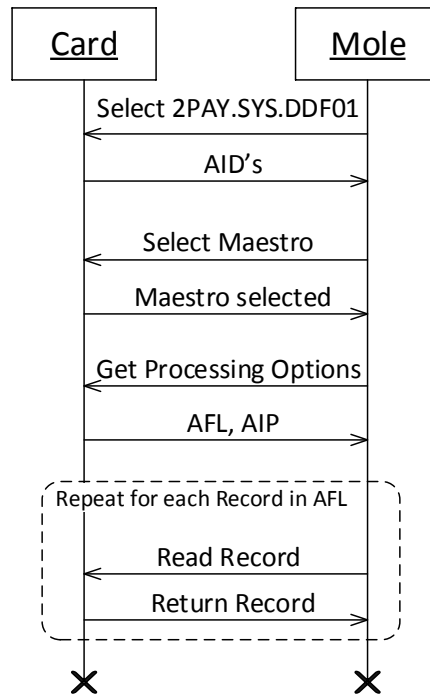 Card
Mole
Select 2PAY.SYS.DDF01
AID’s
Select Maestro
Maestro selected
Get Processing Options
AFL, AIP
Repeat for each Record in AFL
Read Record
Return Record